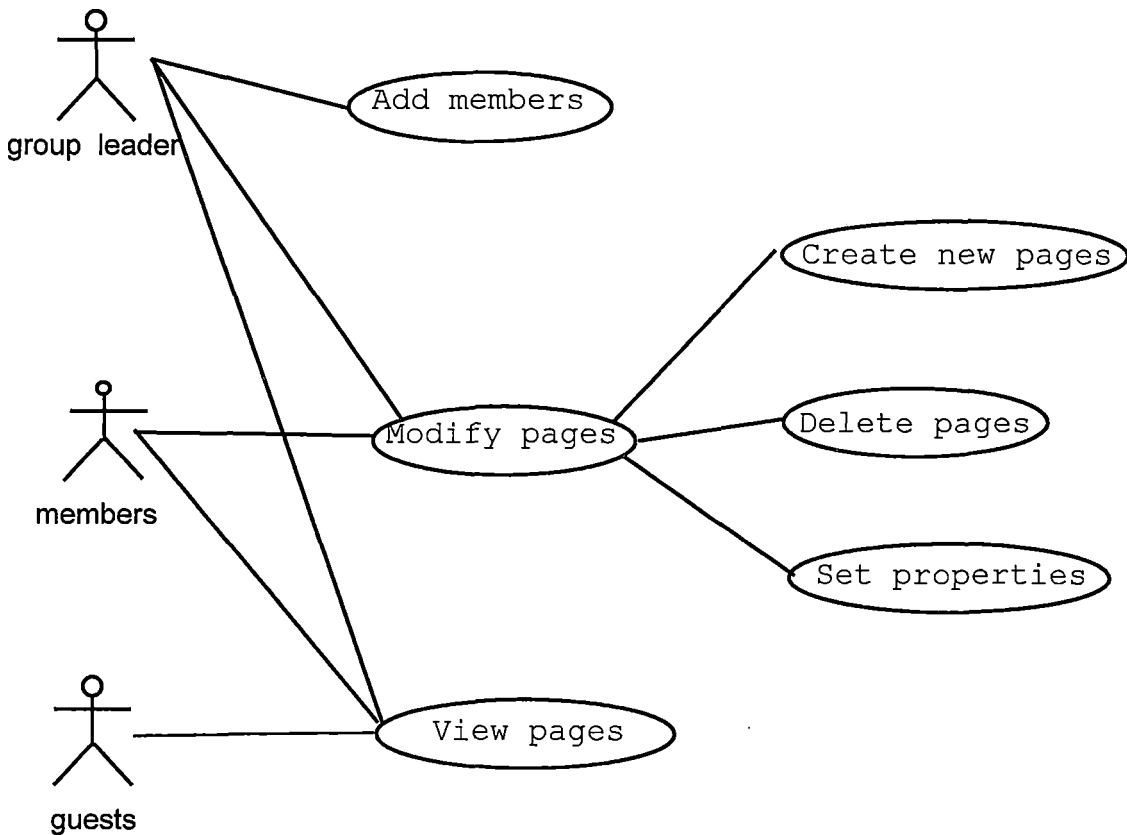 Add members
group leader
Create new pages
Modify pages
Delete pages
members
Set properties
View pages
guests